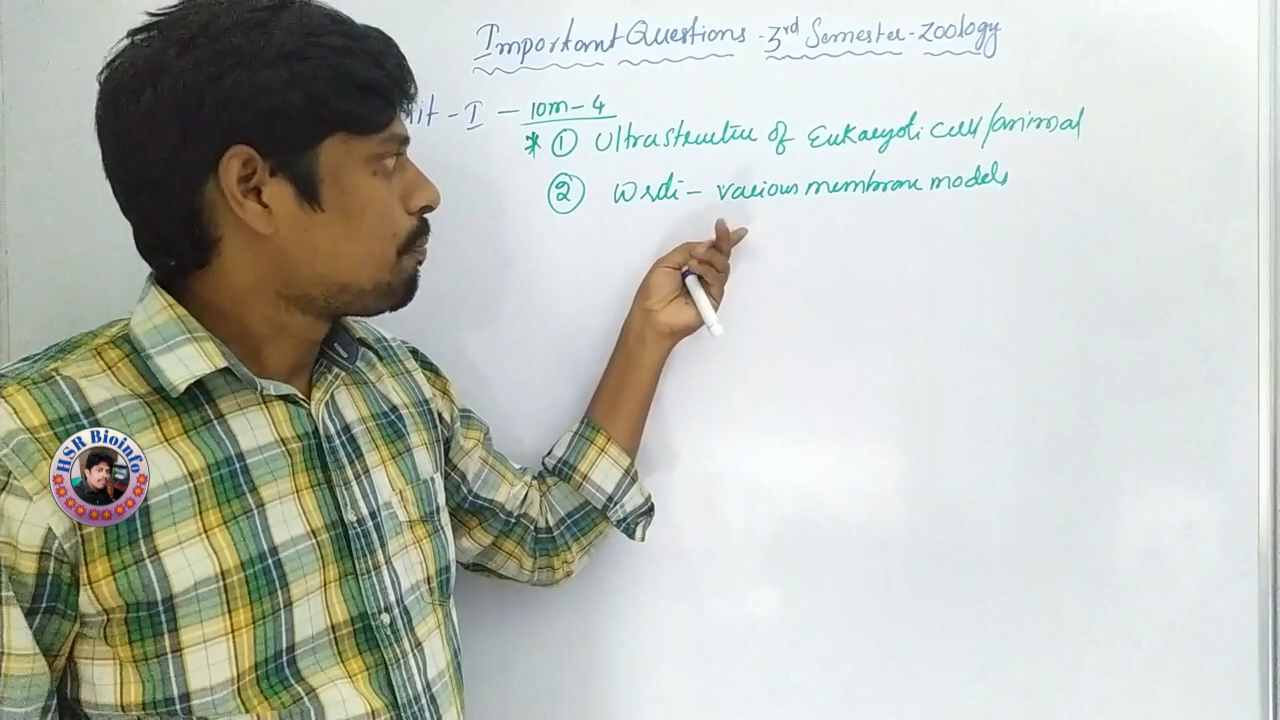 Important Questions - 3rd Semester - Zoology
it - I - 10m - 4
* ① Ultrastructure of Eukaryotic cell/animal
② - various membrane models
HSR Bioinfo